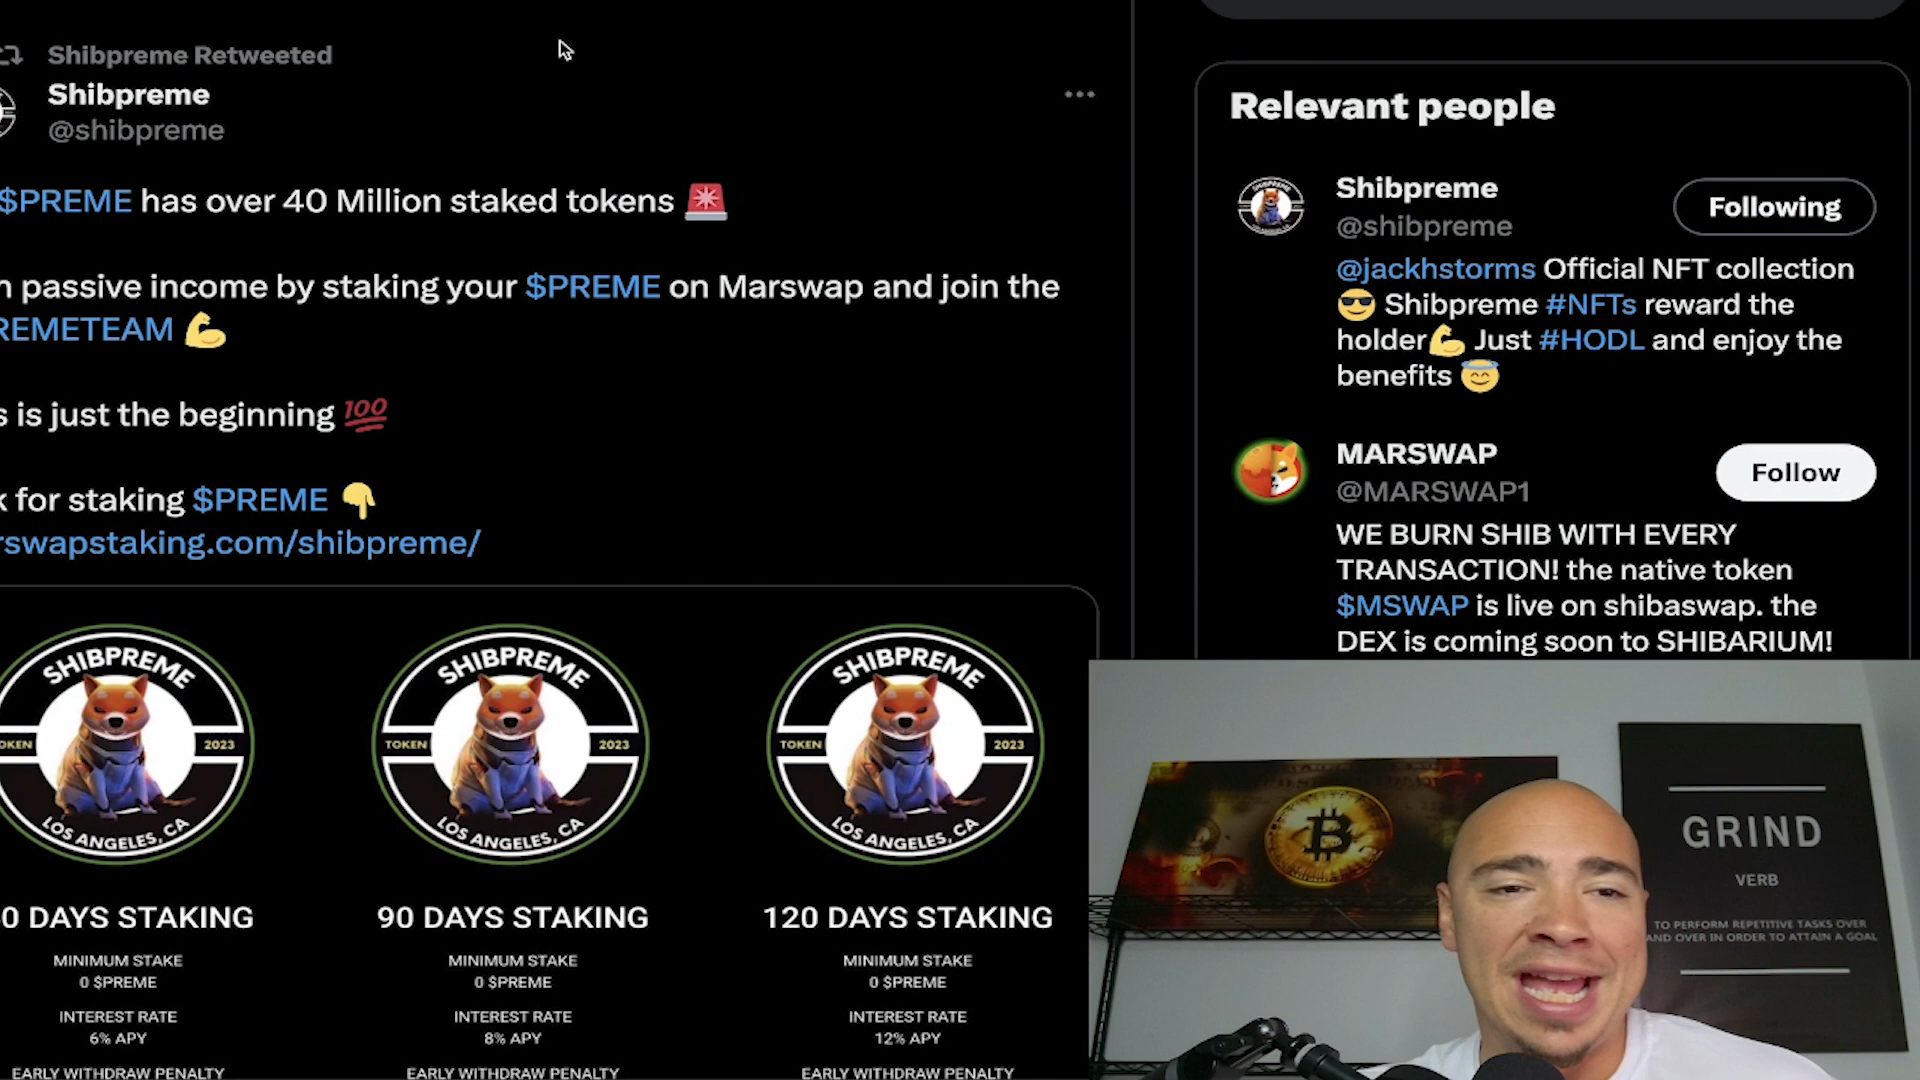 Shibpreme Retweeted
Shibpreme
@shibpreme
$PREME has over 40 Million staked tokens 🚨
passive income by staking your $PREME on Marswap and join the
REMETEAM 💪
s is just the beginning 💯
k for staking $PREME 👇
rswapstaking.com/shibpreme/
SHIBPREME
OKEN 2023
LOS ANGELES, CA
0 DAYS STAKING
MINIMUM STAKE
0 $PREME
INTEREST RATE
6% APY
EARLY WITHDRAW PENALTY
SHIBPREME
TOKEN 2023
LOS ANGELES, CA
90 DAYS STAKING
MINIMUM STAKE
0 $PREME
INTEREST RATE
8% APY
EARLY WITHDRAW PENALTY
SHIBPREME
TOKEN 2023
LOS ANGELES, CA
120 DAYS STAKING
MINIMUM STAKE
0 $PREME
INTEREST RATE
12% APY
EARLY WITHDRAW PENALTY
Relevant people
Shibpreme
@shibpreme
Following
@jackhstorms Official NFT collection
😎 Shibpreme #NFTs reward the
holder💪 Just #HODL and enjoy the
benefits 😇
MARSWAP
@MARSWAP1
Follow
WE BURN SHIB WITH EVERY
TRANSACTION! the native token
$MSWAP is live on shibaswap. the
DEX is coming soon to SHIBARIUM!
GRIND
VERB
TO PERFORM REPETITIVE TASKS OVER
AND OVER IN ORDER TO ATTAIN A GOAL